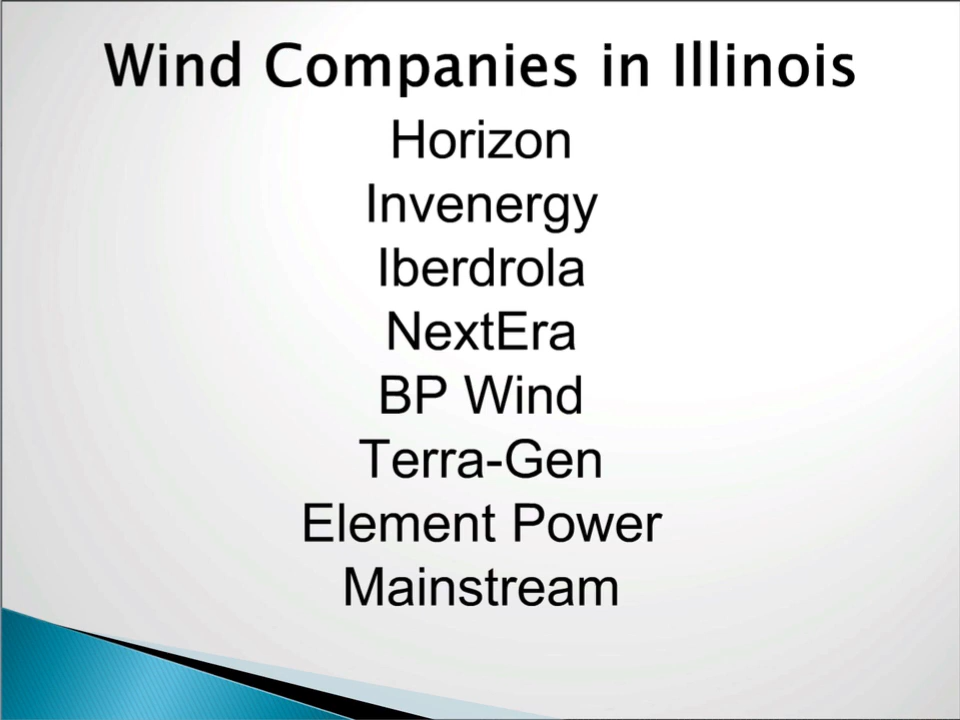 Wind Companies in Illinois
Horizon
Invenergy
Iberdrola
NextEra
BP Wind
Terra-Gen
Element Power
Mainstream